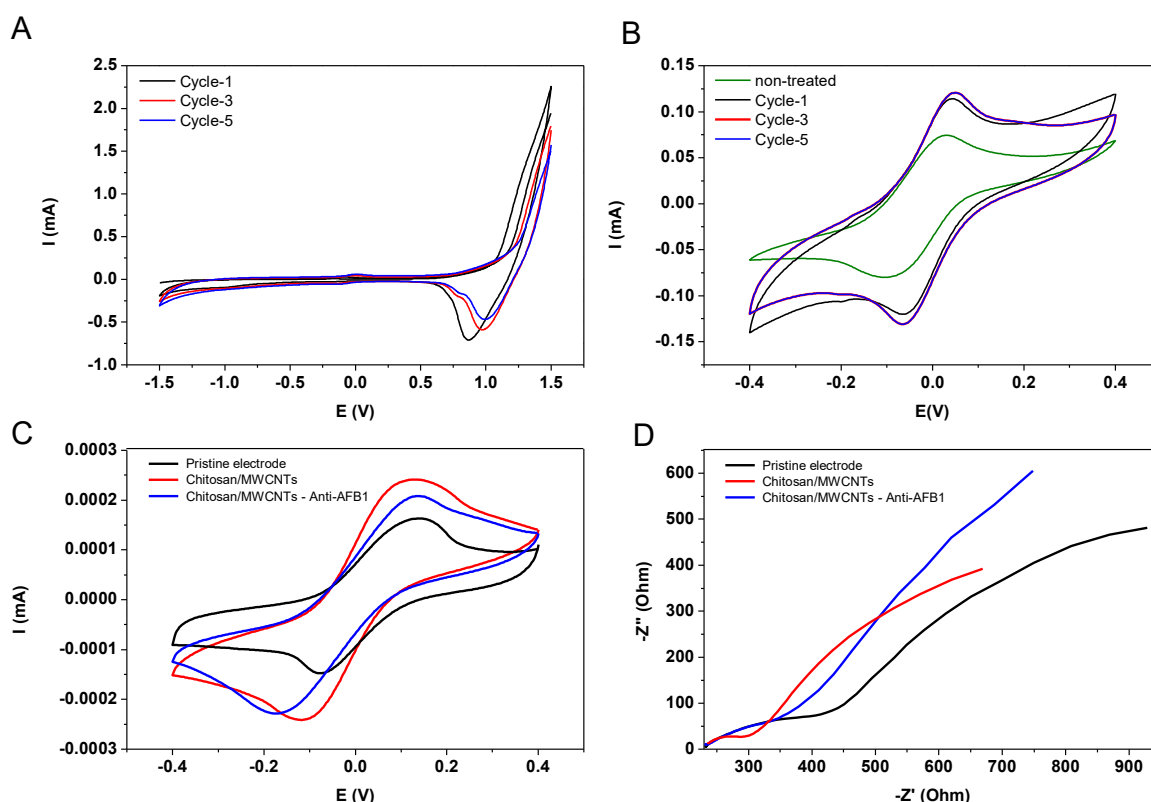 A
2.5
2.0
1.5
1.0
0.5
0.0
-0.5
-1.0
I (mA)
Cycle-1
Cycle-3
Cycle-5
-1.5 -1.0 -0.5 0.0 0.5 1.0 1.5
E (V)
B
0.15
0.10
0.05
0.00
-0.05
-0.10
-0.15
I (mA)
non-treated
Cycle-1
Cycle-3
Cycle-5
-0.4 -0.2 0.0 0.2 0.4
E(V)
C
0.0003
0.0002
0.0001
0.0000
-0.0001
-0.0002
-0.0003
I (mA)
Pristine electrode
Chitosan/MWCNTs
Chitosan/MWCNTs - Anti-AFB1
-0.4 -0.2 0.0 0.2 0.4
E (V)
D
600
500
400
300
200
100
0
-Z" (Ohm)
Pristine electrode
Chitosan/MWCNTs
Chitosan/MWCNTs - Anti-AFB1
300 400 500 600 700 800 900
-Z' (Ohm)